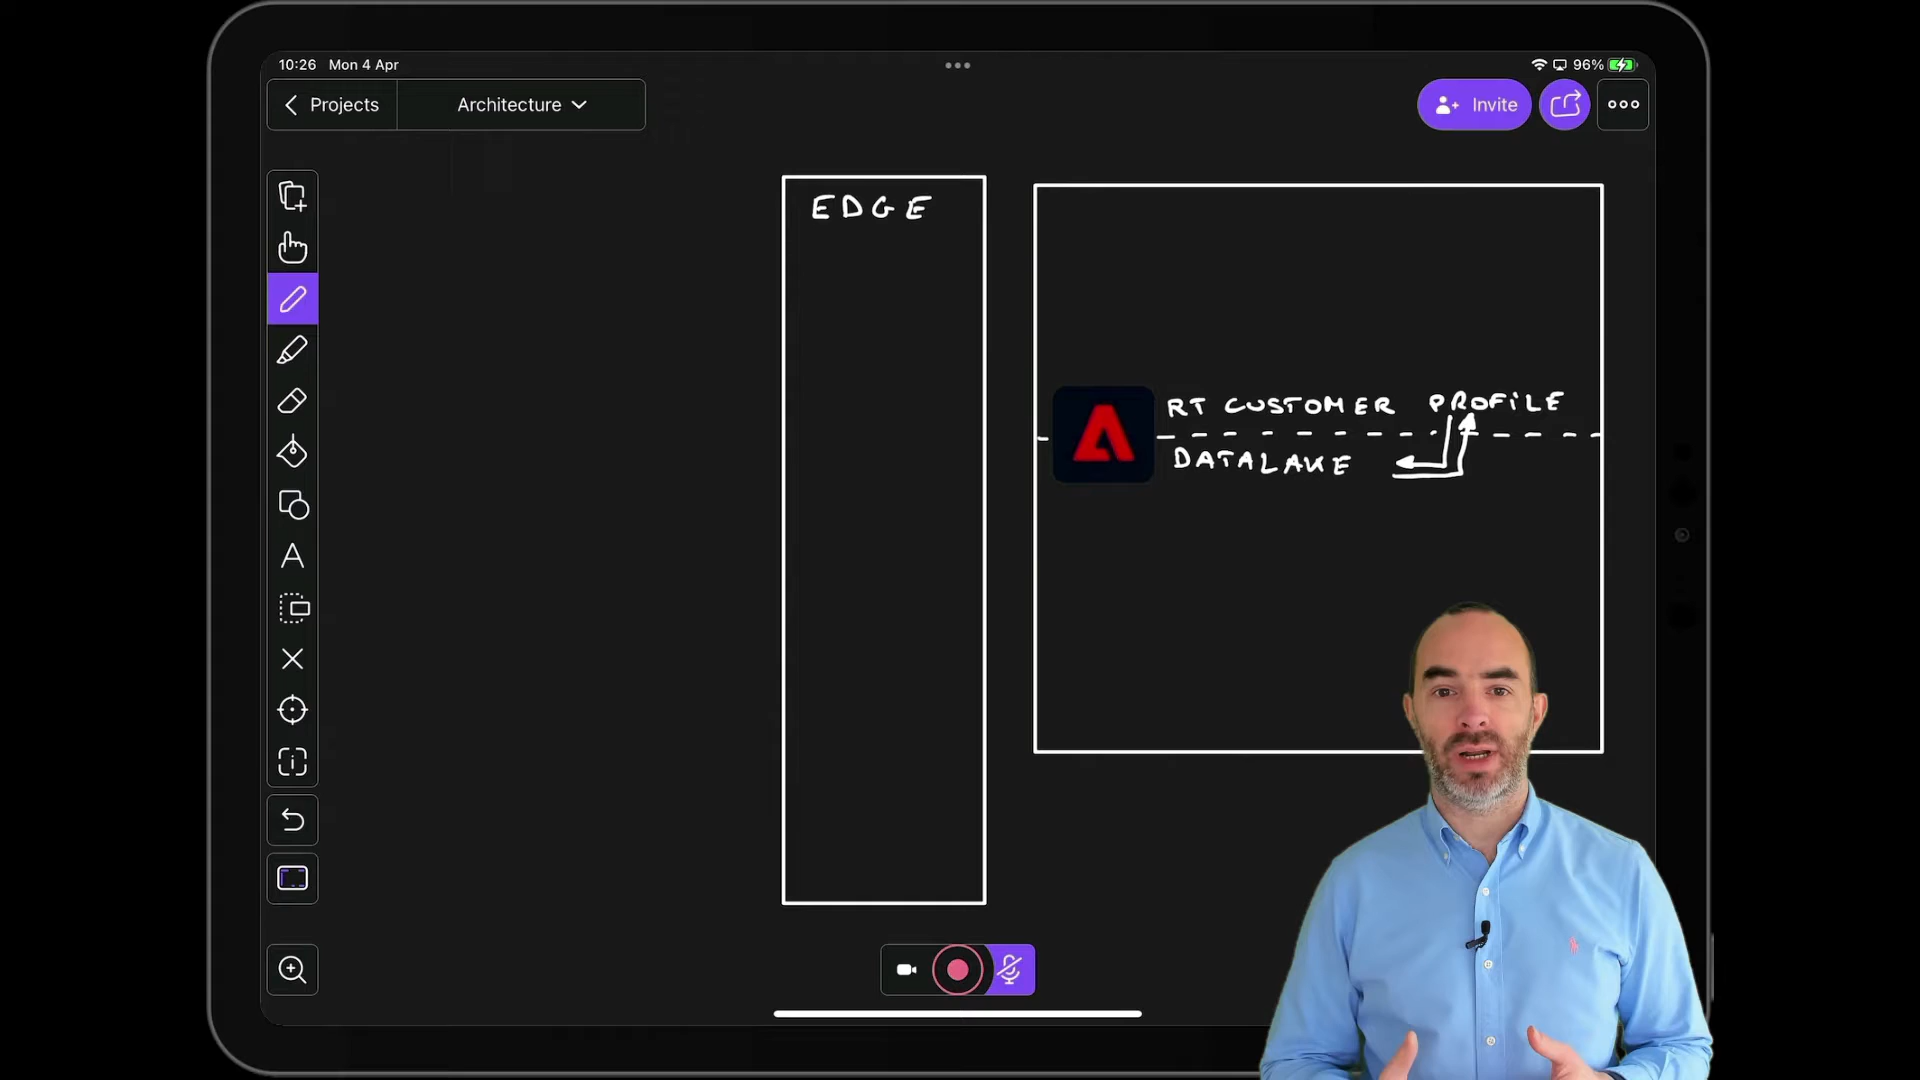 10:26 Mon 4 Apr
96%
Projects
Architecture
Invite
EDGE
RT CUSTOMER PROFILE
DATALAKE